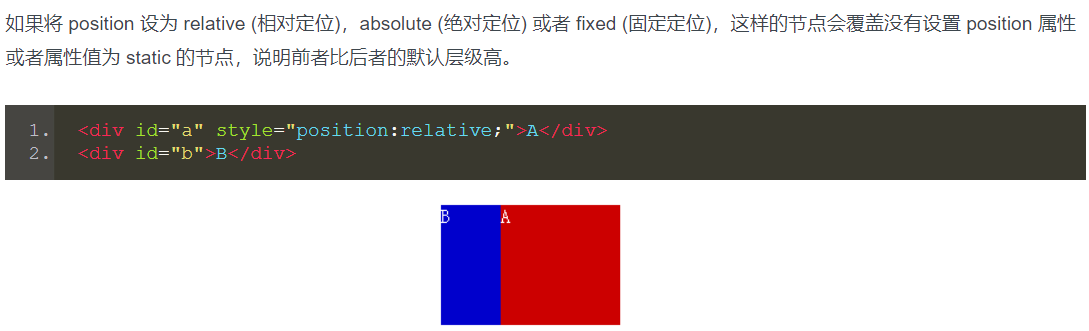 如果将 position 设为 relative (相对定位)，absolute (绝对定位) 或者 fixed (固定定位)，这样的节点会覆盖没有设置 position 属性
或者属性值为 static 的节点，说明前者比后者的默认层级高。
1. <div id="a" style="position:relative;">A</div>
2. <div id="b">B</div>
B A